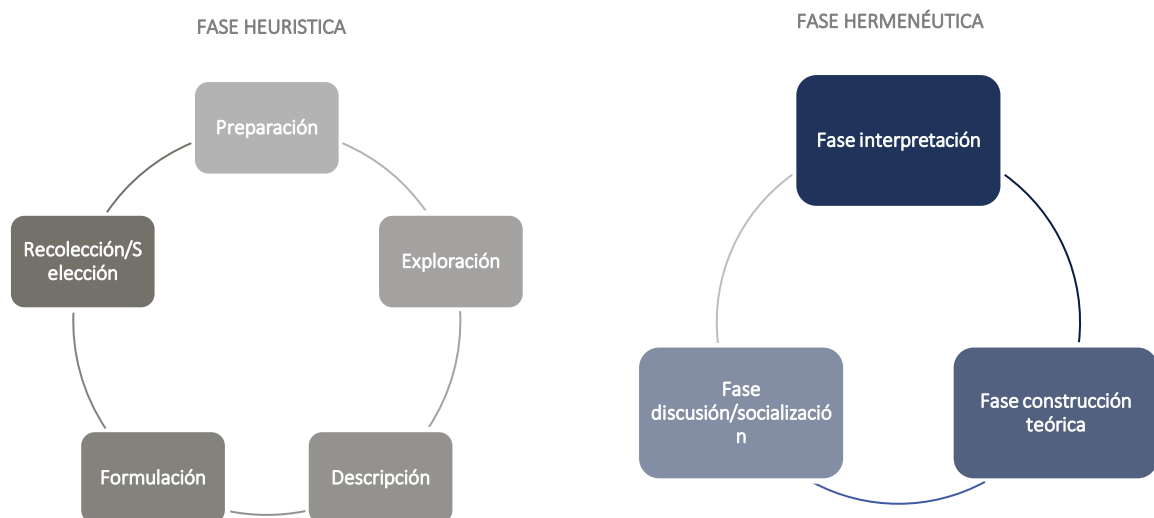 FASE HEURISTICA
Preparación
Exploración
Descripción
Formulación
Recolección/S
elección
FASE HERMENÉUTICA
Fase interpretación
Fase construcción
teórica
Fase
discusión/socializació
n